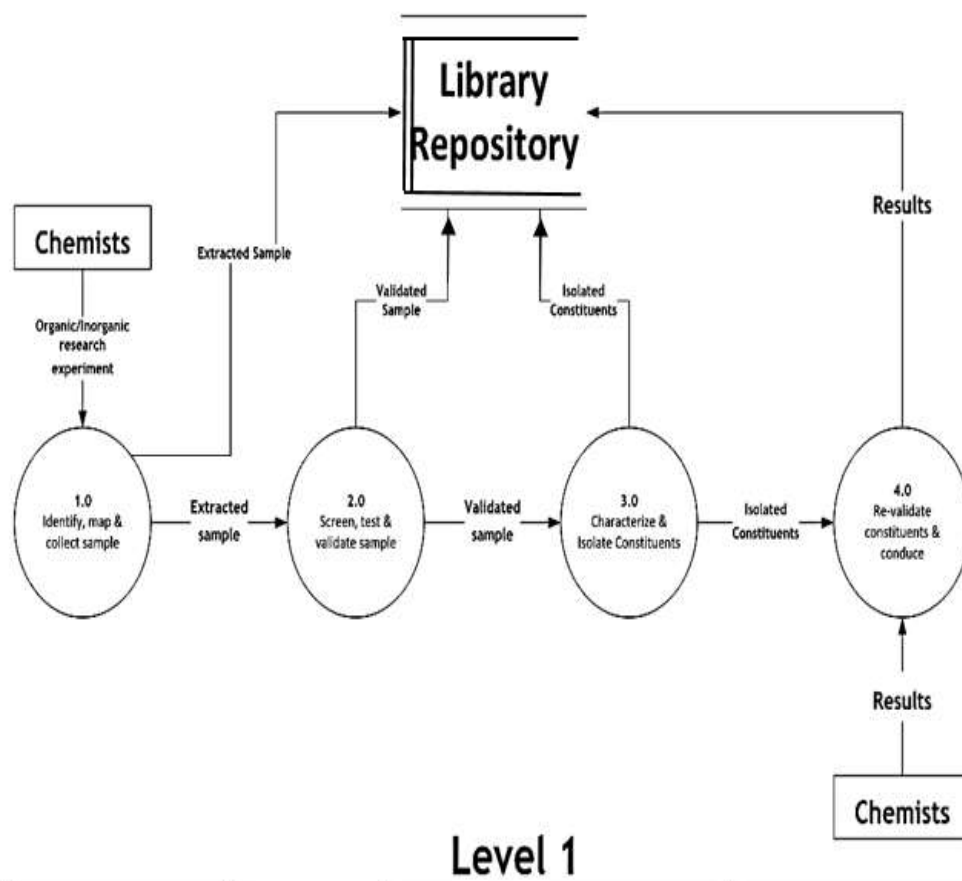 Library
Repository
Chemists
Extracted Sample
Results
Validated
Sample
Isolated
Constituents
Organic/Inorganic
research
experiment
1.0
Identify, map &
collect sample
Extracted
sample
2.0
Screen, test &
validate sample
Validated
sample
3.0
Characterize &
Isolate Constituents
Isolated
Constituents
4.0
Re-validate
constituents &
conduce
Results
Chemists
Level 1